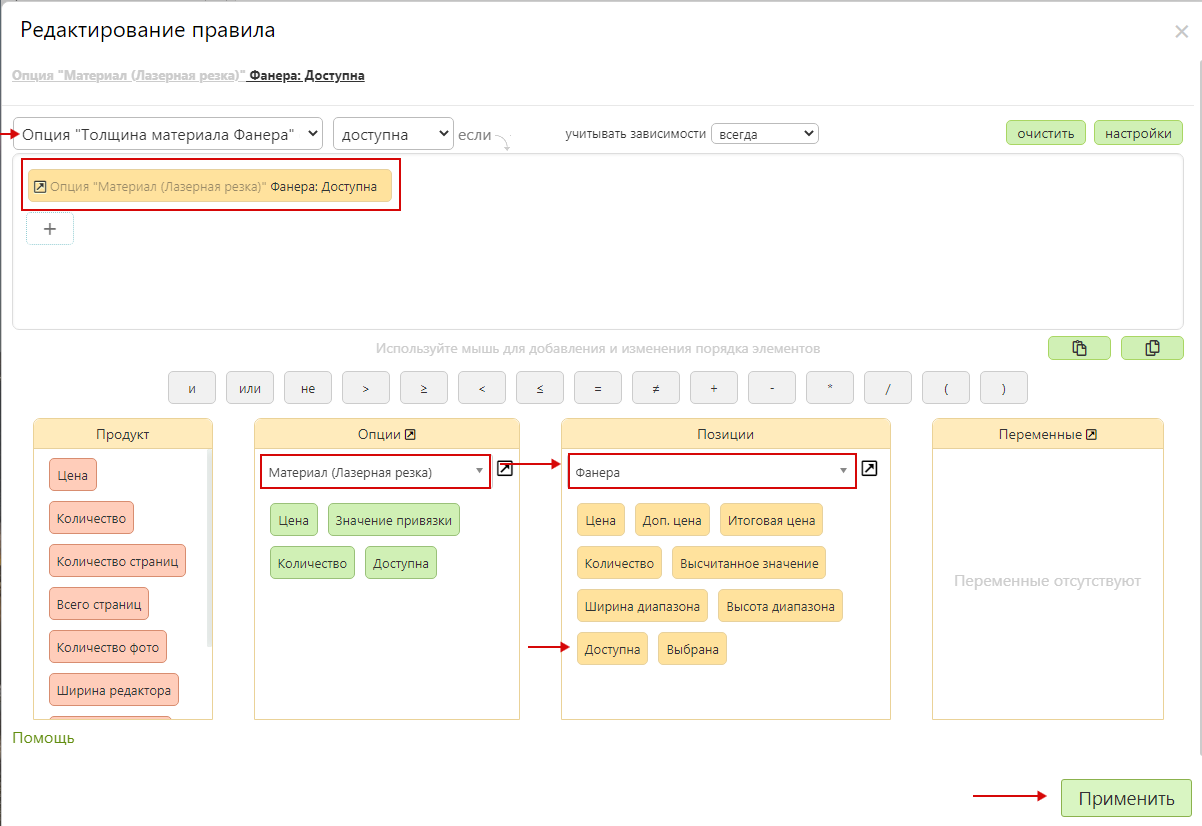 Редактирование правила
Опция "Материал (Лазерная резка)" Фанера: Доступна
Опция "Толщина материала Фанера" доступна если учитывать зависимости всегда очистить настройки
Опция "Материал (Лазерная резка)" Фанера: Доступна
+
Используйте мышь для добавления и изменения порядка элементов
и или не > ≥ < ≤ = ≠ + - * / ( )
Продукт
Цена
Количество
Количество страниц
Всего страниц
Количество фото
Ширина редактора
Опции
Материал (Лазерная резка)
Цена Значение привязки
Количество Доступна
Позиции
Фанера
Цена Доп. цена Итоговая цена
Количество Высчитанное значение
Ширина диапазона Высота диапазона
Доступна Выбрана
Переменные
Переменные отсутствуют
Помощь
Применить